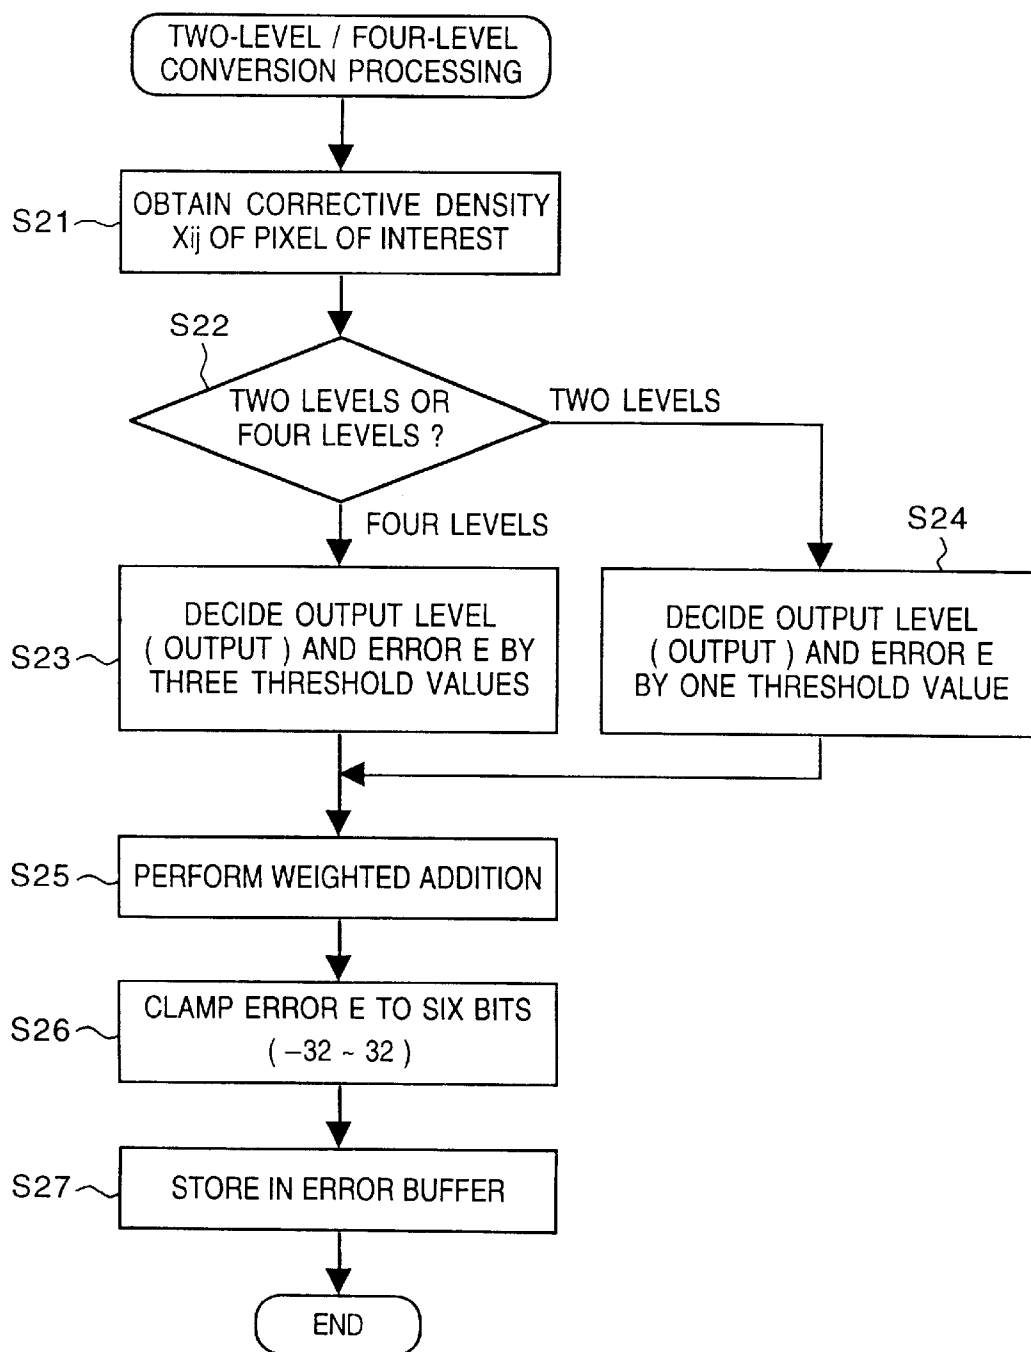 TWO-LEVEL / FOUR-LEVEL
CONVERSION PROCESSING
S21
OBTAIN CORRECTIVE DENSITY
Xij OF PIXEL OF INTEREST
S22
TWO LEVELS OR
FOUR LEVELS ?
TWO LEVELS
FOUR LEVELS
S24
S23
DECIDE OUTPUT LEVEL
( OUTPUT ) AND ERROR E BY
THREE THRESHOLD VALUES
DECIDE OUTPUT LEVEL
( OUTPUT ) AND ERROR E
BY ONE THRESHOLD VALUE
S25
PERFORM WEIGHTED ADDITION
S26
CLAMP ERROR E TO SIX BITS
( −32 ~ 32 )
S27
STORE IN ERROR BUFFER
END